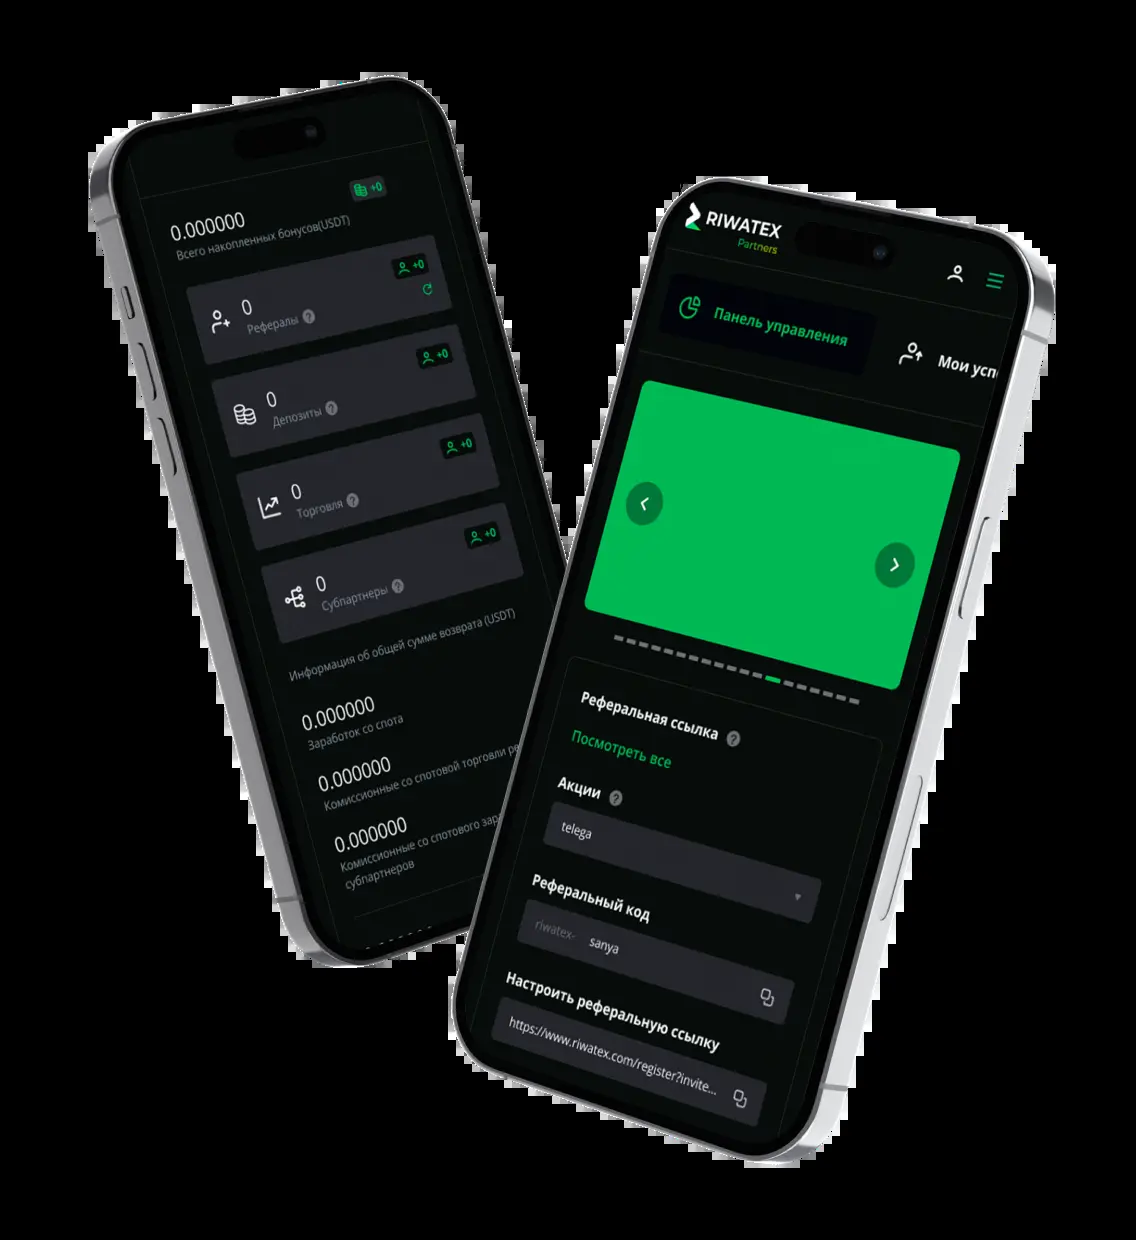 +0
0.000000
Всего накопленных бонусов(USDT)
+0
0
Рефералы ?
+0
0
Депозиты ?
+0
0
Торговля ?
+0
0
Субпартнеры ?
Информация об общей сумме возврата (USDT)
0.000000
Заработок со спота
0.000000
Комиссионные со спотовой торговли ре
0.000000
Комиссионные со спотового зар
субпартнеров
RIWATEX
Partners
Панель управления
Мои усп
Реферальная ссылка ?
Посмотреть все
Акции ?
telega
Реферальный код
riwatex- sanya
Настроить реферальную ссылку
https://www.riwatex.com/register?invite...